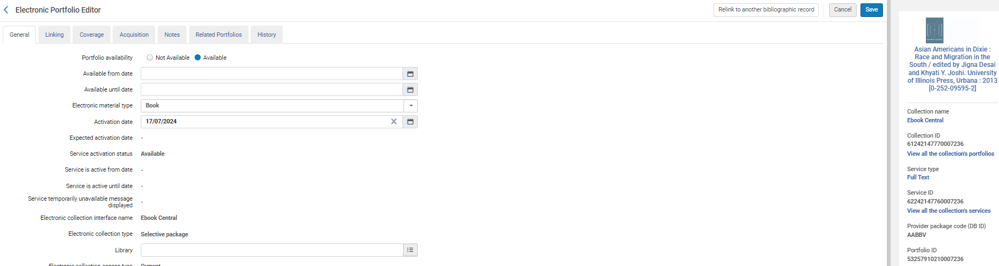 Electronic Portfolio Editor
Relink to another bibliographic record
Cancel
Save
General
Linking
Coverage
Acquisition
Notes
Related Portfolios
History
Portfolio availability Not Available Available
Available from date
Available until date
Electronic material type Book
Activation date 17/07/2024
Expected activation date -
Service activation status Available
Service is active from date -
Service is active until date -
Service temporarily unavailable message
displayed -
Electronic collection Interface name Ebook Central
Electronic collection type Selective package
Library
Electronic collection access type Current
Asian Americans in Dixie :
Race and Migration in the
South / edited by Jigna Desai
and Khyati Y. Joshi. University
of Illinois Press, Urbana : 2013
[0-252-09595-2]
Collection name
Ebook Central
Collection ID
61242147770007236
View all the collection's portfolios
Service type
Full Text
Service ID
62242147760007236
View all the collection's services
Provider package code (DB ID)
AABBV
Portfolio ID
53257910210007236